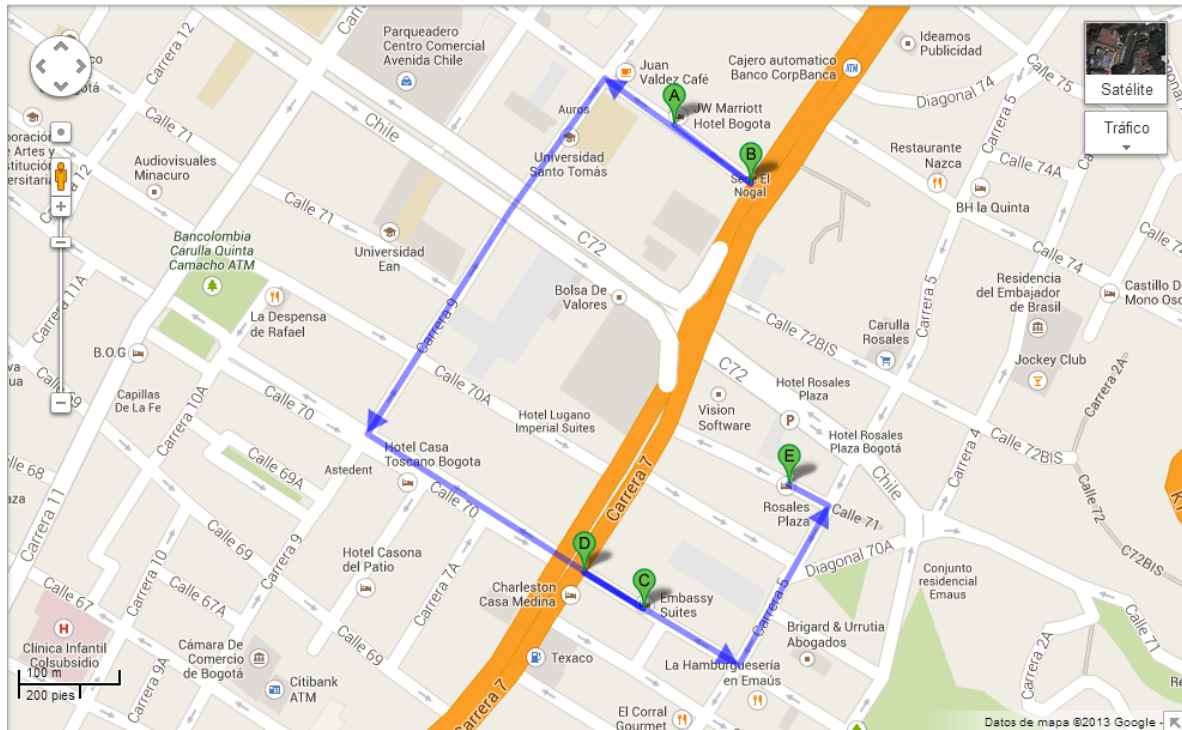 Carrera 12
Parqueadero
Centro Comercial
Avenida Chile
Juan
Valdez Café
Cajero automatico
Banco CorpBanca
ATM
Ideamos
Publicidad
Satélite
Tráfico
Carrera 5
Calle 75
Diagonal 74
A
JW Marriott
Hotel Bogota
Auros
Universidad
Santo Tomás
B
Sede El
Nogal
Chile
Calle 71
Audiovisuales
Minacuro
Carrera 12
Restaurante
Nazca
Calle 74A
BH la Quinta
Calle 74
Bancolombia
Carulla Quinta
Camacho ATM
Calle 71
Universidad
Ean
C72
Bolsa De
Valores
Carrera 5
Residencia
del Embajador
de Brasil
Castillo D
Mono Oso
Carrera 11A
La Despensa
de Rafael
Carrera 9
Calle 72BIS
Carulla
Rosales
Jockey Club
B.O.G
Capillas
De La Fe
Calle 70
Carrera 10A
Calle 70A
Hotel Lugano
Imperial Suites
C72
Hotel Rosales
Plaza
P
Vision
Software
Carrera 2A
Carrera 4
Calle 72BIS
Hotel Rosales
Plaza Bogotá
Calle 68
Calle 69A
Astedent
Hotel Casa
Toscano Bogota
Calle 70
Carrera 7
E
Rosales
Plaza
Calle 71
Chile
Calle 72
C72BIS
Carrera 11
Carrera 10
Calle 69
Carrera 9
Hotel Casona
del Patio
Carrera 7A
D
Charleston
Casa Medina
C
Embassy
Suites
Carrera 5
Diagonal 70A
Conjunto
residencial
Emaus
Calle 67
Calle 67A
H
Clínica Infantil
Colsubsidio
Carrera 9A
Cámara De
Comercio
de Bogotá
Citibank
ATM
Calle 69
Texaco
Carrera 7
Brigard & Urrutia
Abogados
La Hamburguesería
en Emaús
El Corral
Gourmet
Carrera 2A
Calle 71
100 m
200 pies
Datos de mapa ©2013 Google -